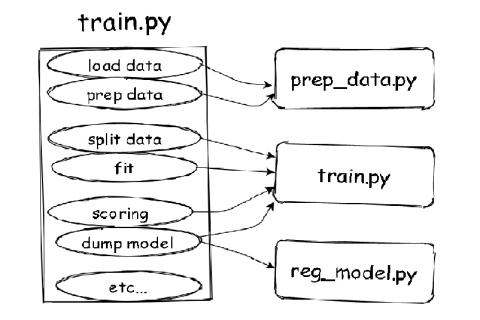 train.py
load data
prep data
split data
fit
scoring
dump model
etc...
prep_data.py
train.py
reg_model.py